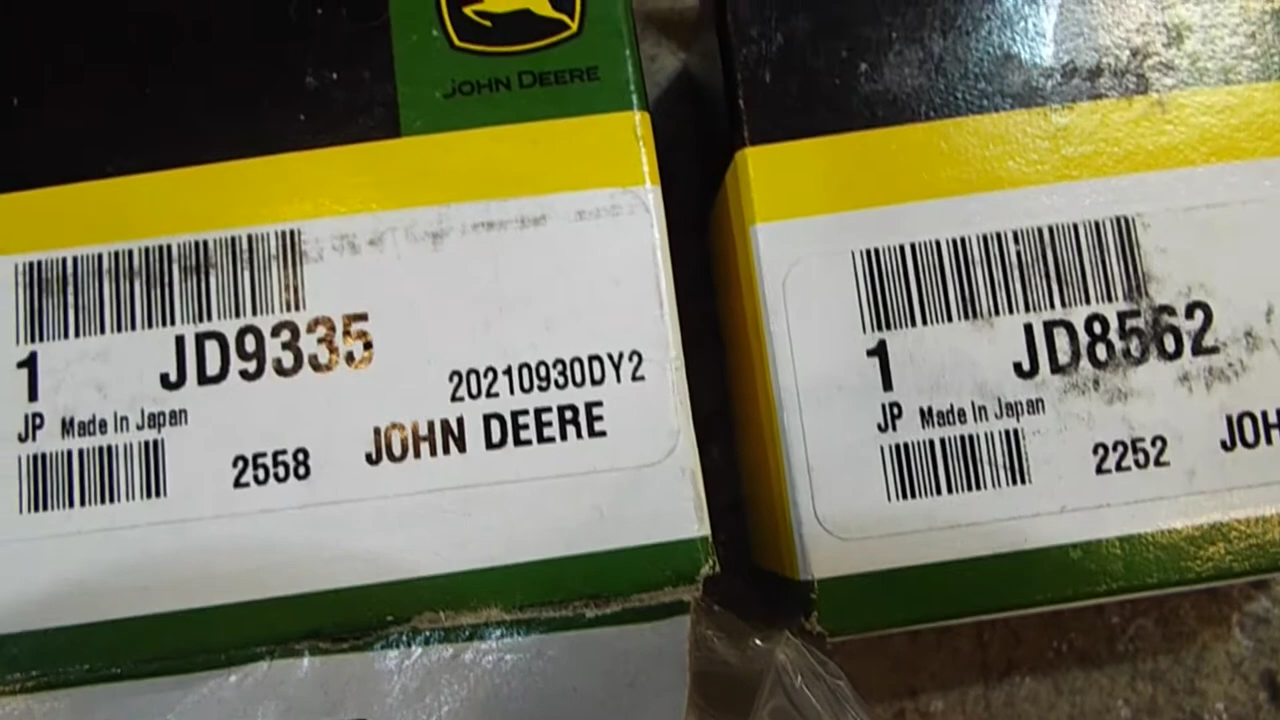 JOHN DEERE
1 JD9335
20210930DY2
JP Made In Japan
2558 JOHN DEERE
1 JD8562
JP Made In Japan
2252 JOH